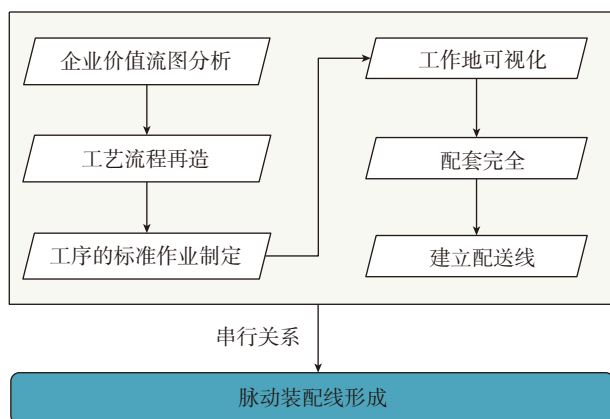 企业价值流图分析
工艺流程再造
工序的标准作业制定
工作地可视化
配套完全
建立配送线
串行关系
脉动装配线形成